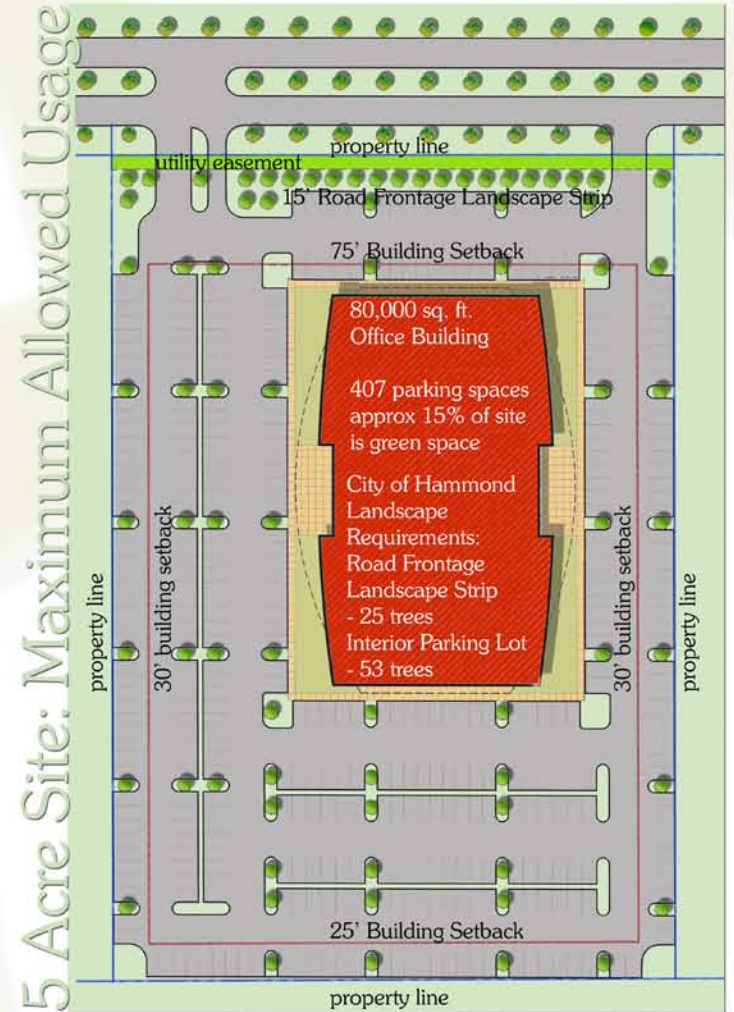 5 Acre Site: Maximum Allowed Usage
property line
utility easement
15' Road Frontage Landscape Strip
75' Building Setback
80,000 sq. ft.
Office Building
407 parking spaces
approx 15% of site
is green space
City of Hammond
Landscape
Requirements:
Road Frontage
Landscape Strip
- 25 trees
Interior Parking Lot
- 53 trees
property line
30' building setback
30' building setback
property line
25' Building Setback
property line